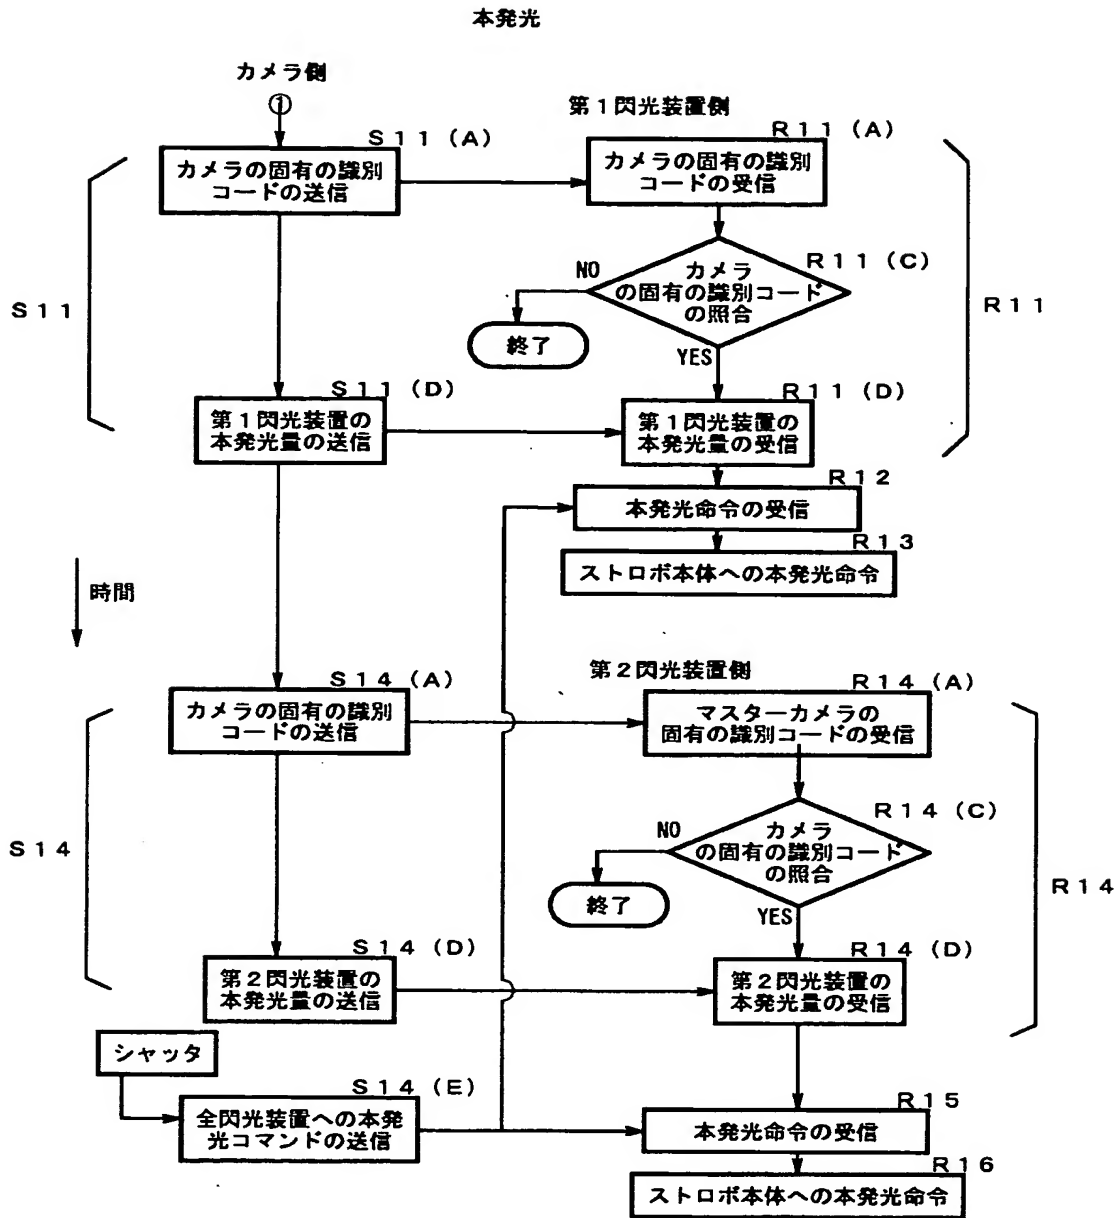 本発光
カメラ側
①
第1閃光装置側
S11(A)
カメラの固有の識別
コードの送信
R11(A)
カメラの固有の識別
コードの受信
R11(C)
カメラ
の固有の識別コード
の照合
NO
終了
YES
S11
R11
S11(D)
第1閃光装置の
本発光量の送信
R11(D)
第1閃光装置の
本発光量の受信
R12
本発光命令の受信
R13
ストロボ本体への本発光命令
時間
第2閃光装置側
S14(A)
カメラの固有の識別
コードの送信
R14(A)
マスターカメラの
固有の識別コードの受信
R14(C)
カメラ
の固有の識別コード
の照合
NO
終了
YES
S14
R14
S14(D)
第2閃光装置の
本発光量の送信
R14(D)
第2閃光装置の
本発光量の受信
シャッタ
S14(E)
全閃光装置への本発
光コマンドの送信
R15
本発光命令の受信
R16
ストロボ本体への本発光命令